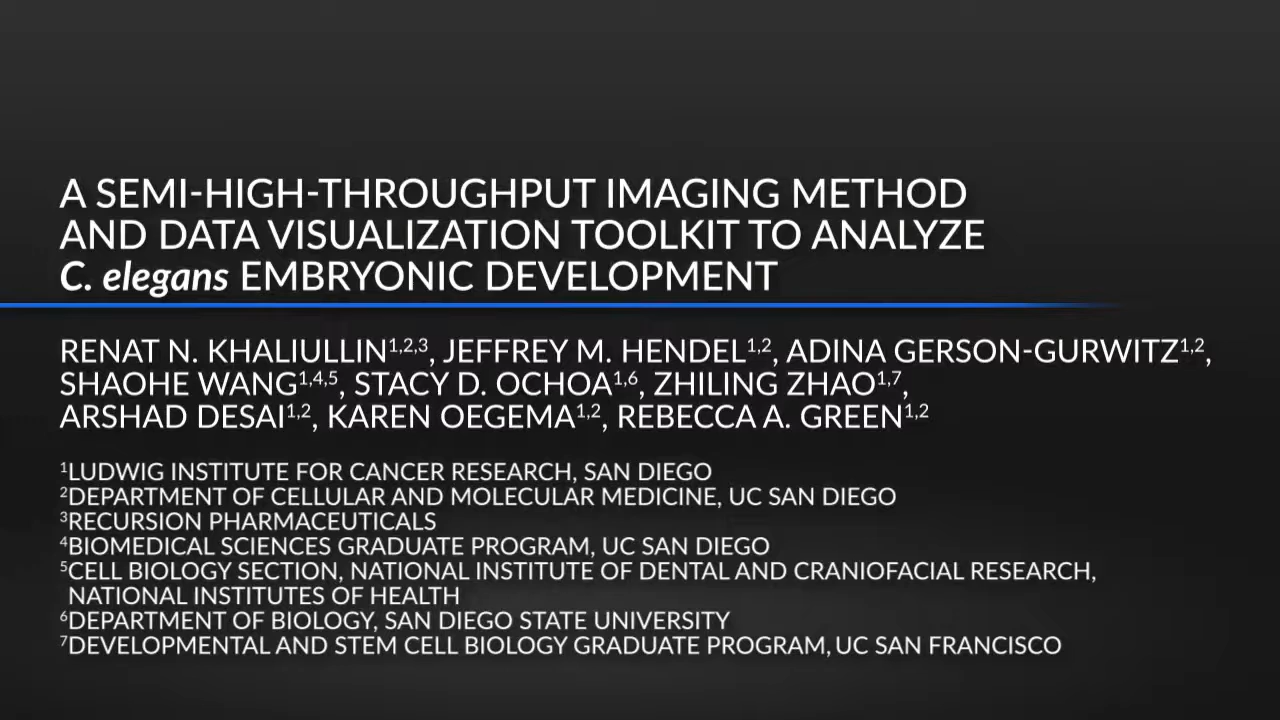 A SEMI-HIGH-THROUGHPUT IMAGING METHOD
AND DATA VISUALIZATION TOOLKIT TO ANALYZE
C. elegans EMBRYONIC DEVELOPMENT
RENAT N. KHALIULLIN1,2,3, JEFFREY M. HENDEL1,2, ADINA GERSON-GURWITZ1,2,
SHAOHE WANG1,4,5, STACY D. OCHOA1,6, ZHILING ZHAO1,7,
ARSHAD DESAI1,2, KAREN OEGEMA1,2, REBECCA A. GREEN1,2
1LUDWIG INSTITUTE FOR CANCER RESEARCH, SAN DIEGO
2DEPARTMENT OF CELLULAR AND MOLECULAR MEDICINE, UC SAN DIEGO
3RECURSION PHARMACEUTICALS
4BIOMEDICAL SCIENCES GRADUATE PROGRAM, UC SAN DIEGO
5CELL BIOLOGY SECTION, NATIONAL INSTITUTE OF DENTAL AND CRANIOFACIAL RESEARCH,
NATIONAL INSTITUTES OF HEALTH
6DEPARTMENT OF BIOLOGY, SAN DIEGO STATE UNIVERSITY
7DEVELOPMENTAL AND STEM CELL BIOLOGY GRADUATE PROGRAM, UC SAN FRANCISCO